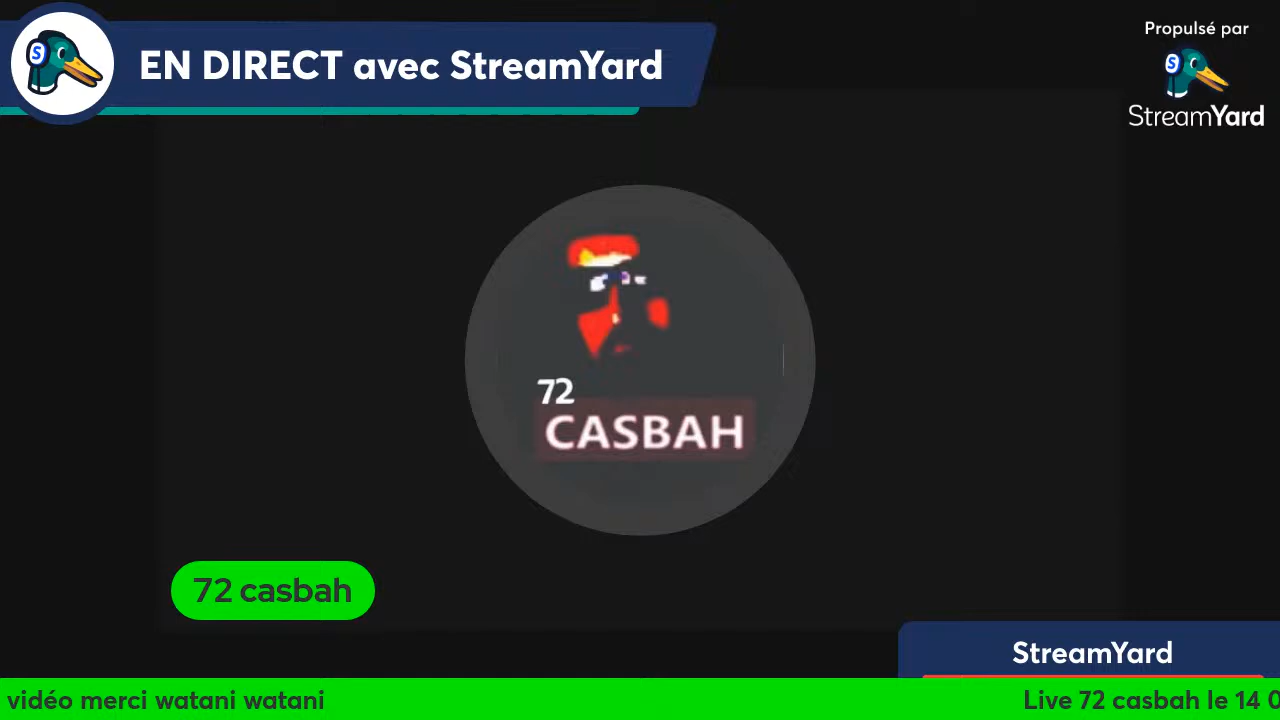 EN DIRECT avec StreamYard
Propulsé par
StreamYard
72
CASBAH
72 casbah
StreamYard
vidéo merci watani watani
Live 72 casbah le 14